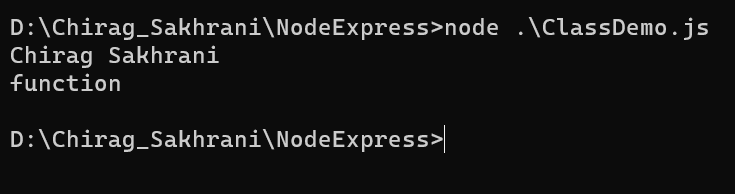 D:\Chirag_Sakhrani\NodeExpress>node .\ClassDemo.js
Chirag Sakhrani
function
D:\Chirag_Sakhrani\NodeExpress>